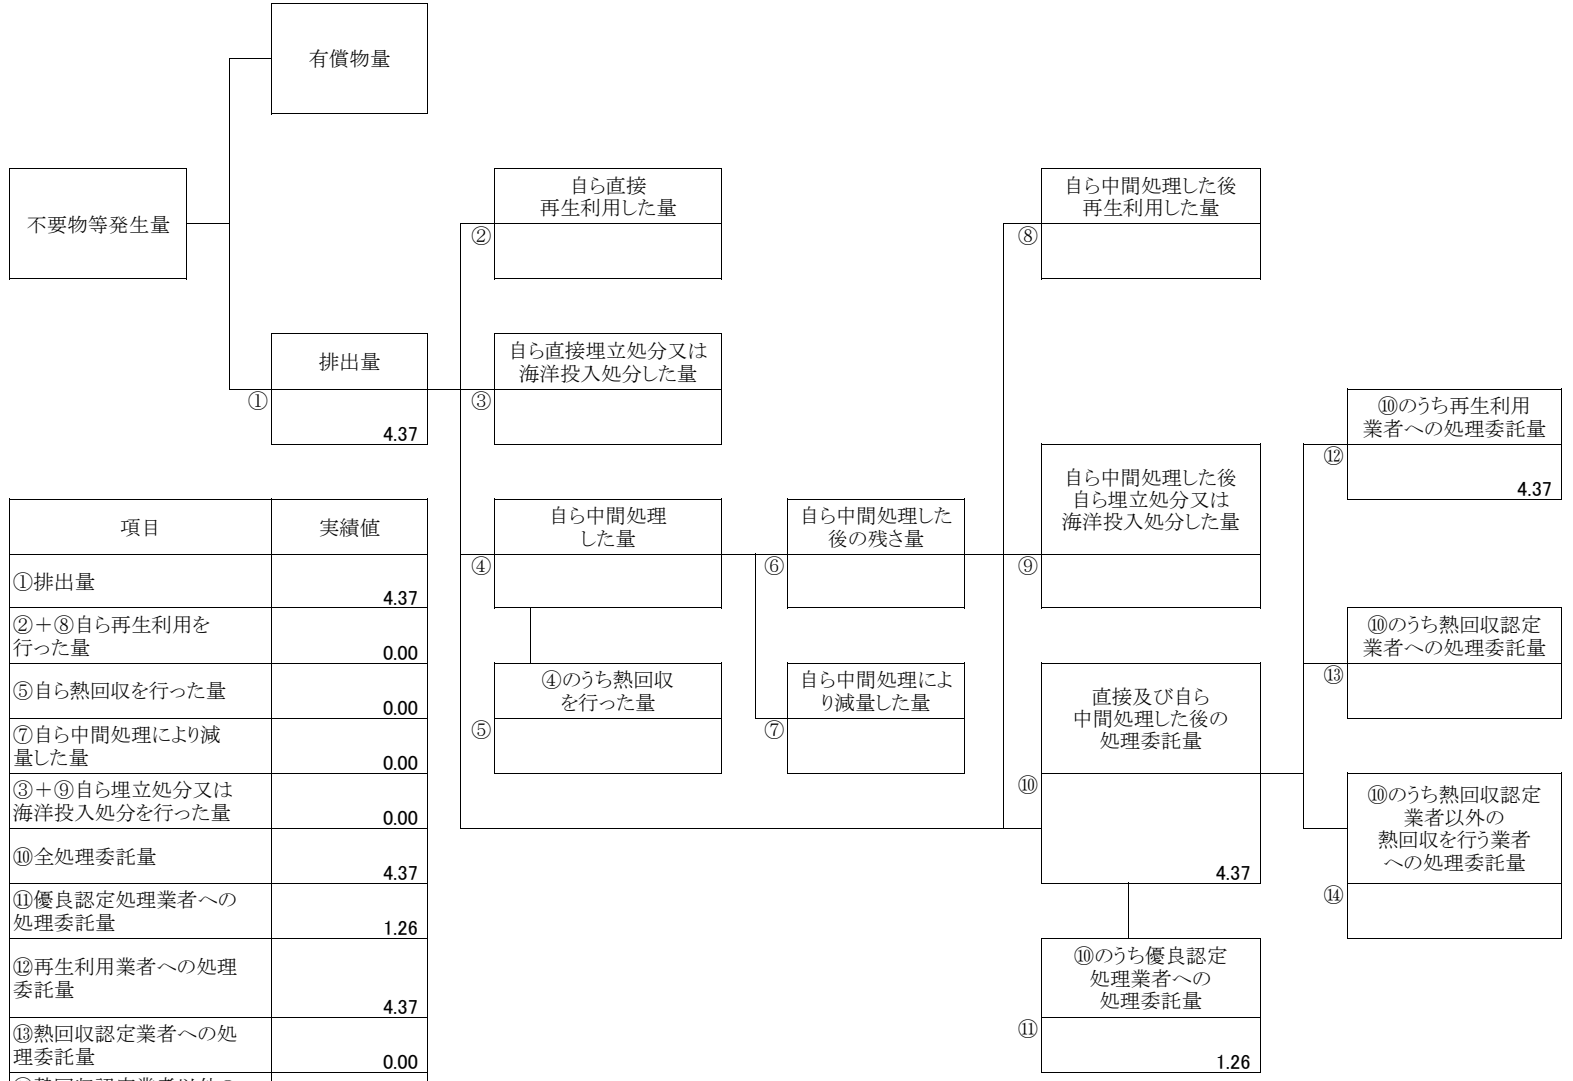 有償物量
不要物等発生量
自ら直接
再生利用した量
②
自ら中間処理した後
再生利用した量
⑧
排出量
①
4.37
自ら直接埋立処分又は
海洋投入処分した量
③
⑩のうち再生利用
業者への処理委託量
⑫
4.37
自ら中間処理
した量
④
自ら中間処理した
後の残さ量
⑥
自ら中間処理した後
自ら埋立処分又は
海洋投入処分した量
⑨
⑩のうち熱回収認定
業者への処理委託量
⑬
④のうち熱回収
を行った量
⑤
自ら中間処理によ
り減量した量
⑦
直接及び自ら
中間処理した後の
処理委託量
⑩
4.37
⑩のうち熱回収認定
業者以外の
熱回収を行う業者
への処理委託量
⑭
⑩のうち優良認定
処理業者への
処理委託量
⑪
1.26
項目
実績値
①排出量
4.37
②＋⑧自ら再生利用を
行った量
0.00
⑤自ら熱回収を行った量
0.00
⑦自ら中間処理により減
量した量
0.00
③＋⑨自ら埋立処分又は
海洋投入処分を行った量
0.00
⑩全処理委託量
4.37
⑪優良認定処理業者への
処理委託量
1.26
⑫再生利用業者への処理
委託量
4.37
⑬熱回収認定業者への処
理委託量
0.00